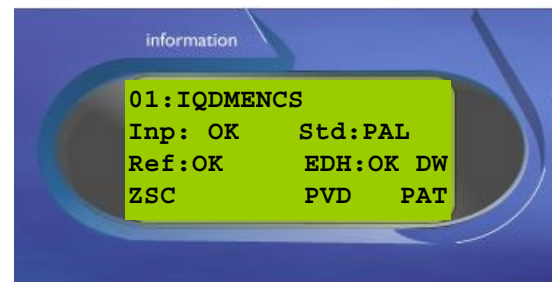 information
01:IQDMENCS
Inp: OK Std:PAL
Ref:OK EDH:OK DW
ZSC PVD PAT